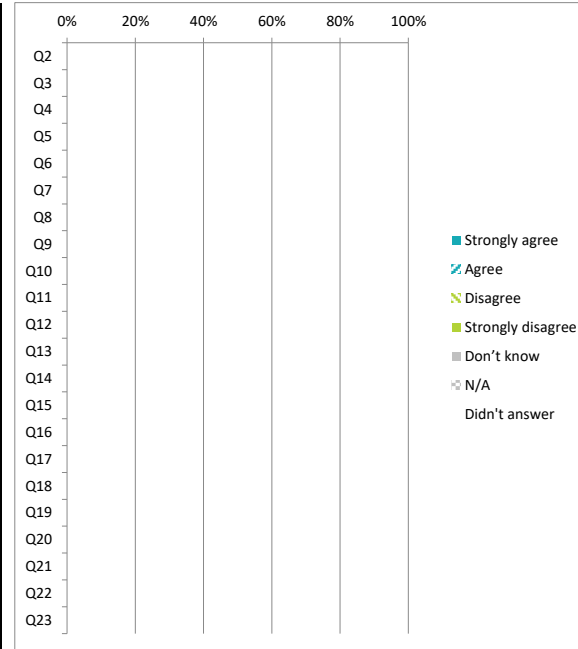 0% 20% 40% 60% 80% 100%
Q2
Q3
Q4
Q5
Q6
Q7
Q8
Q9
Q10
Q11
Q12
Q13
Q14
Q15
Q16
Q17
Q18
Q19
Q20
Q21
Q22
Q23
Strongly agree
Agree
Disagree
Strongly disagree
Don’t know
N/A
Didn't answer